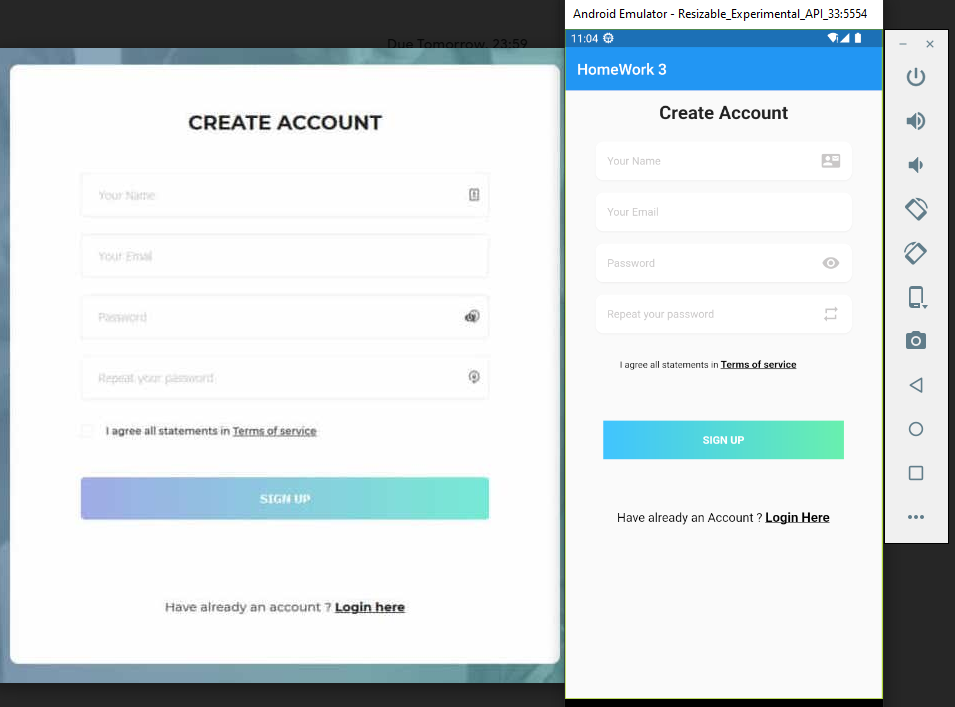 Due Tomorrow, 23:59
CREATE ACCOUNT
Your Name
Your Email
Password
Repeat your password
I agree all statements in Terms of service
SIGN UP
Have already an account ? Login here
Android Emulator - Resizable_Experimental_API_33:5554
11:04
HomeWork 3
Create Account
Your Name
Your Email
Password
Repeat your password
I agree all statements in Terms of service
SIGN UP
Have already an Account ? Login Here